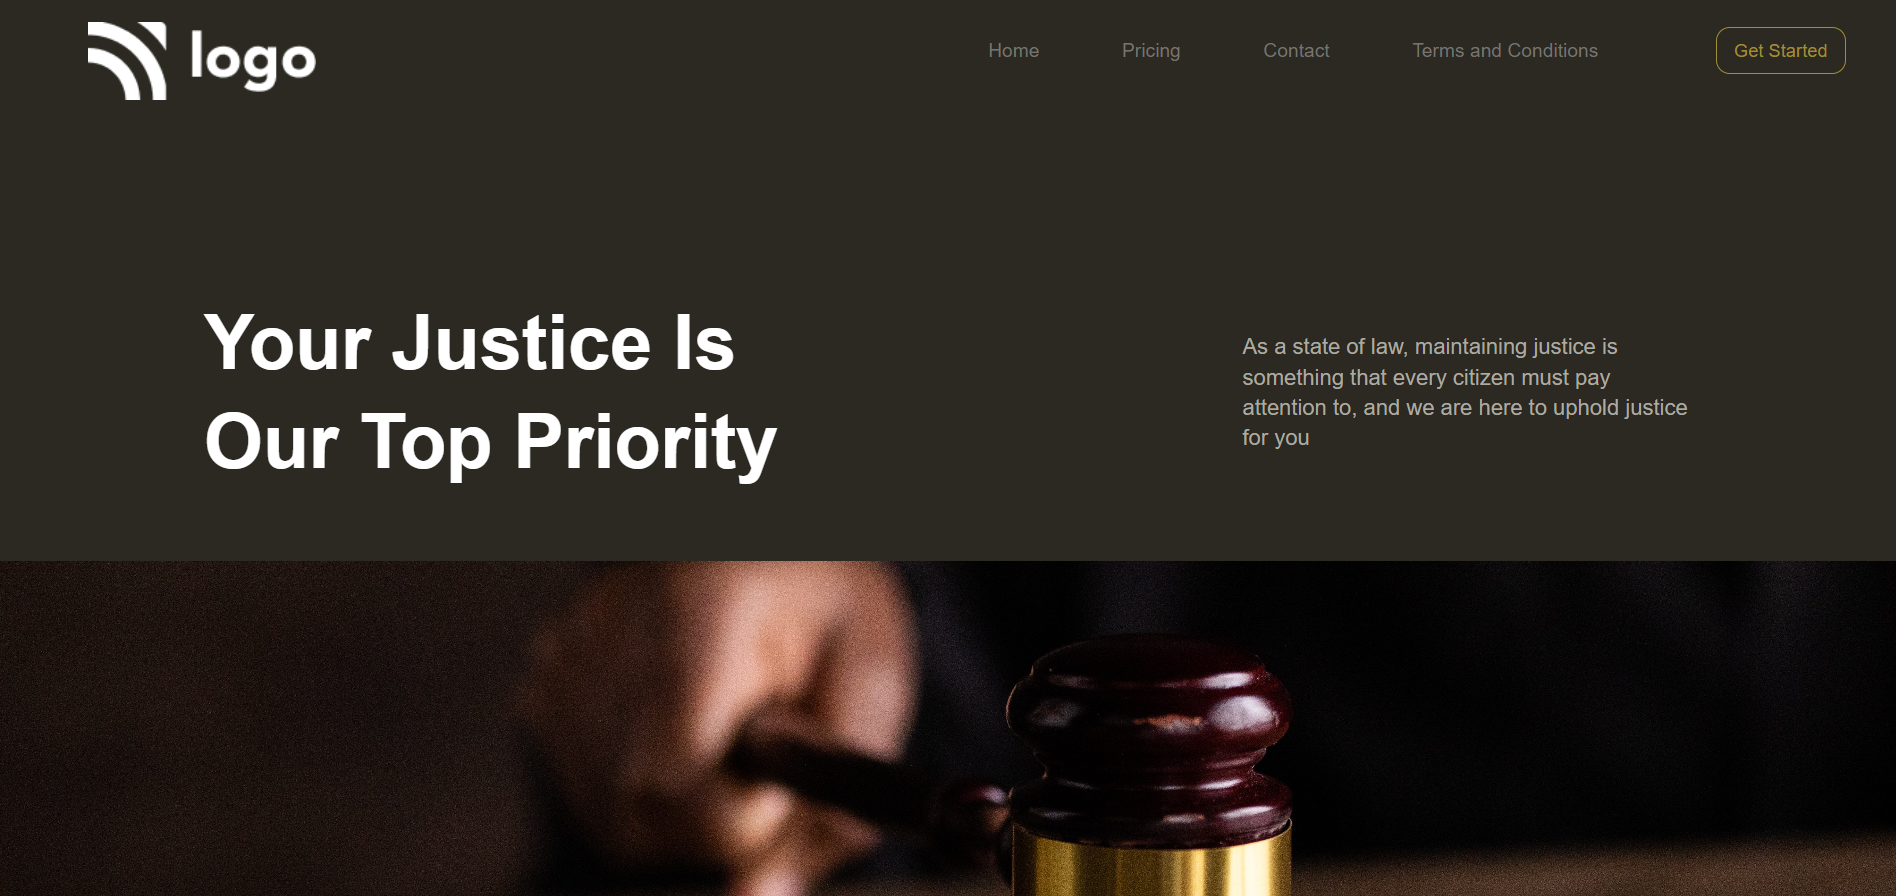 logo
Home
Pricing
Contact
Terms and Conditions
Get Started
Your Justice Is
Our Top Priority
As a state of law, maintaining justice is
something that every citizen must pay
attention to, and we are here to uphold justice
for you